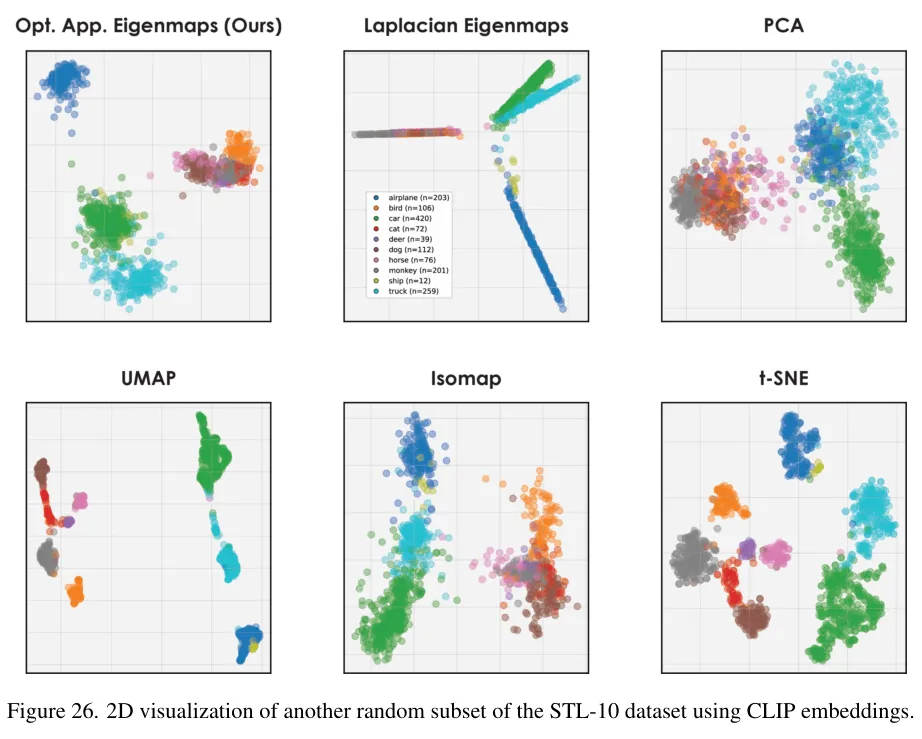 Opt. App. Eigenmaps (Ours)
Laplacian Eigenmaps
PCA
airplane (n=203)
bird (n=106)
car (n=420)
cat (n=72)
deer (n=39)
dog (n=112)
horse (n=76)
monkey (n=201)
ship (n=12)
truck (n=259)
UMAP
Isomap
t-SNE
Figure 26. 2D visualization of another random subset of the STL-10 dataset using CLIP embeddings.